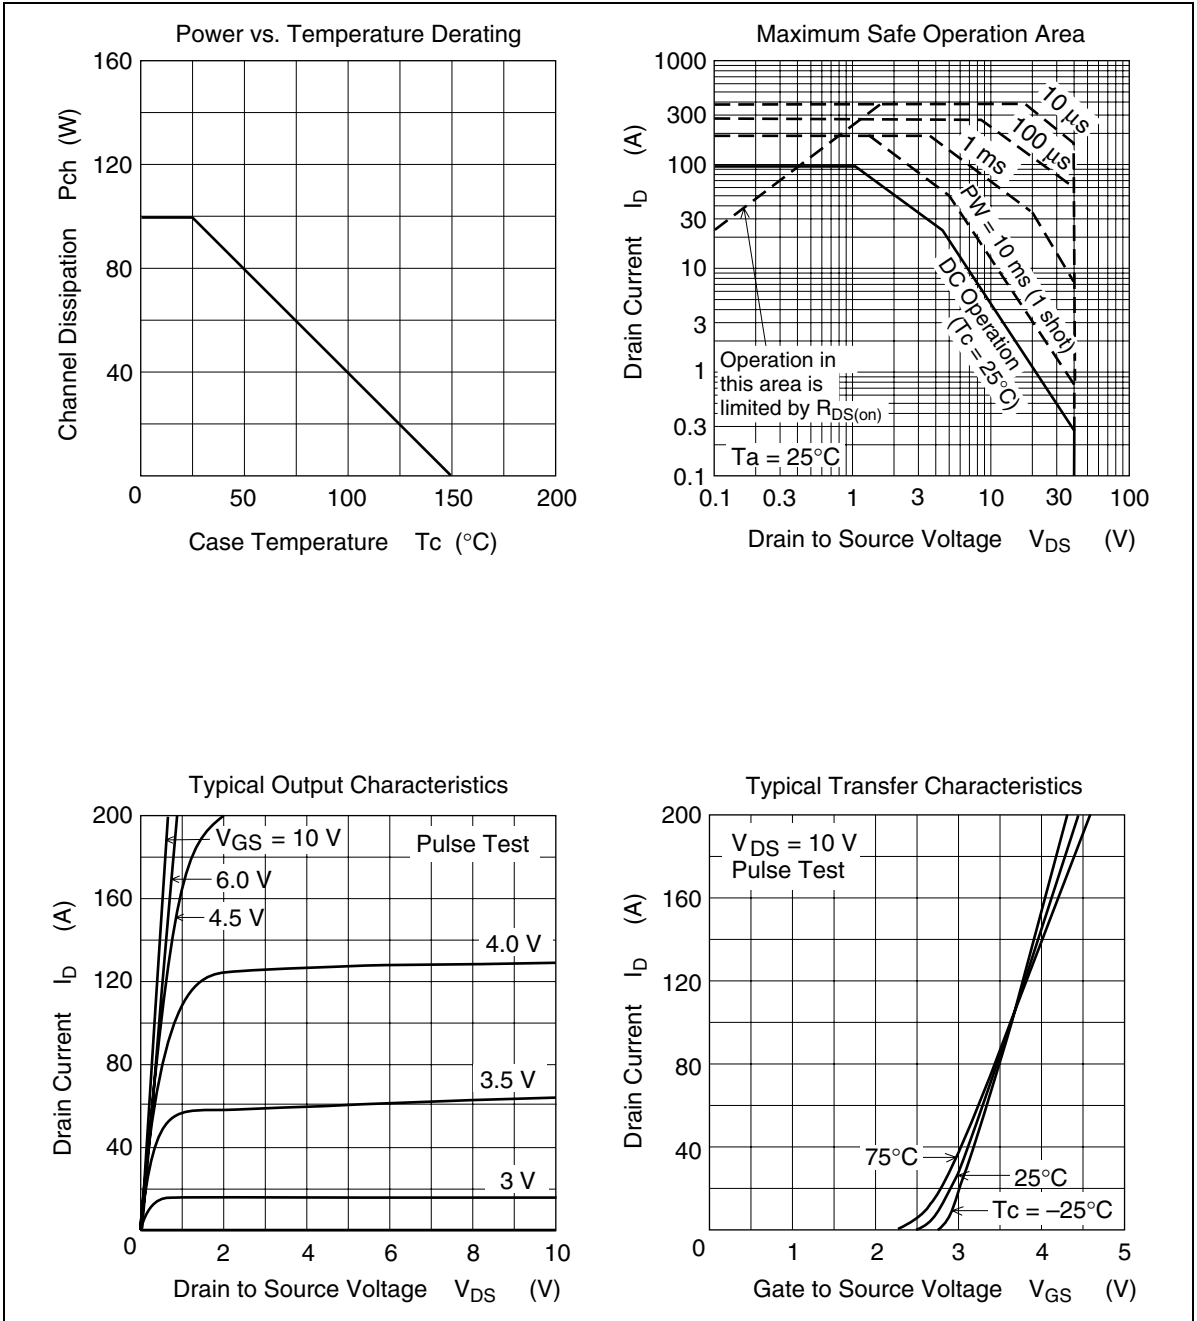 Power vs. Temperature Derating
160
120
80
40
0
50
100
150
200
Channel Dissipation Pch (W)
Case Temperature Tc (°C)
Maximum Safe Operation Area
1000
300
100
30
10
3
1
0.3
0.1
0.1
0.3
1
3
10
30
100
Drain Current ID (A)
Drain to Source Voltage VDS (V)
10 µs
100 µs
1 ms
PW = 10 ms (1 shot)
DC Operation
(Tc = 25°C)
Operation in
this area is
limited by RDS(on)
Ta = 25°C
Typical Output Characteristics
200
160
120
80
40
0
2
4
6
8
10
Drain Current ID (A)
Drain to Source Voltage VDS (V)
VGS = 10 V
Pulse Test
6.0 V
4.5 V
4.0 V
3.5 V
3 V
Typical Transfer Characteristics
200
160
120
80
40
0
1
2
3
4
5
Drain Current ID (A)
Gate to Source Voltage VGS (V)
VDS = 10 V
Pulse Test
75°C
25°C
Tc = –25°C